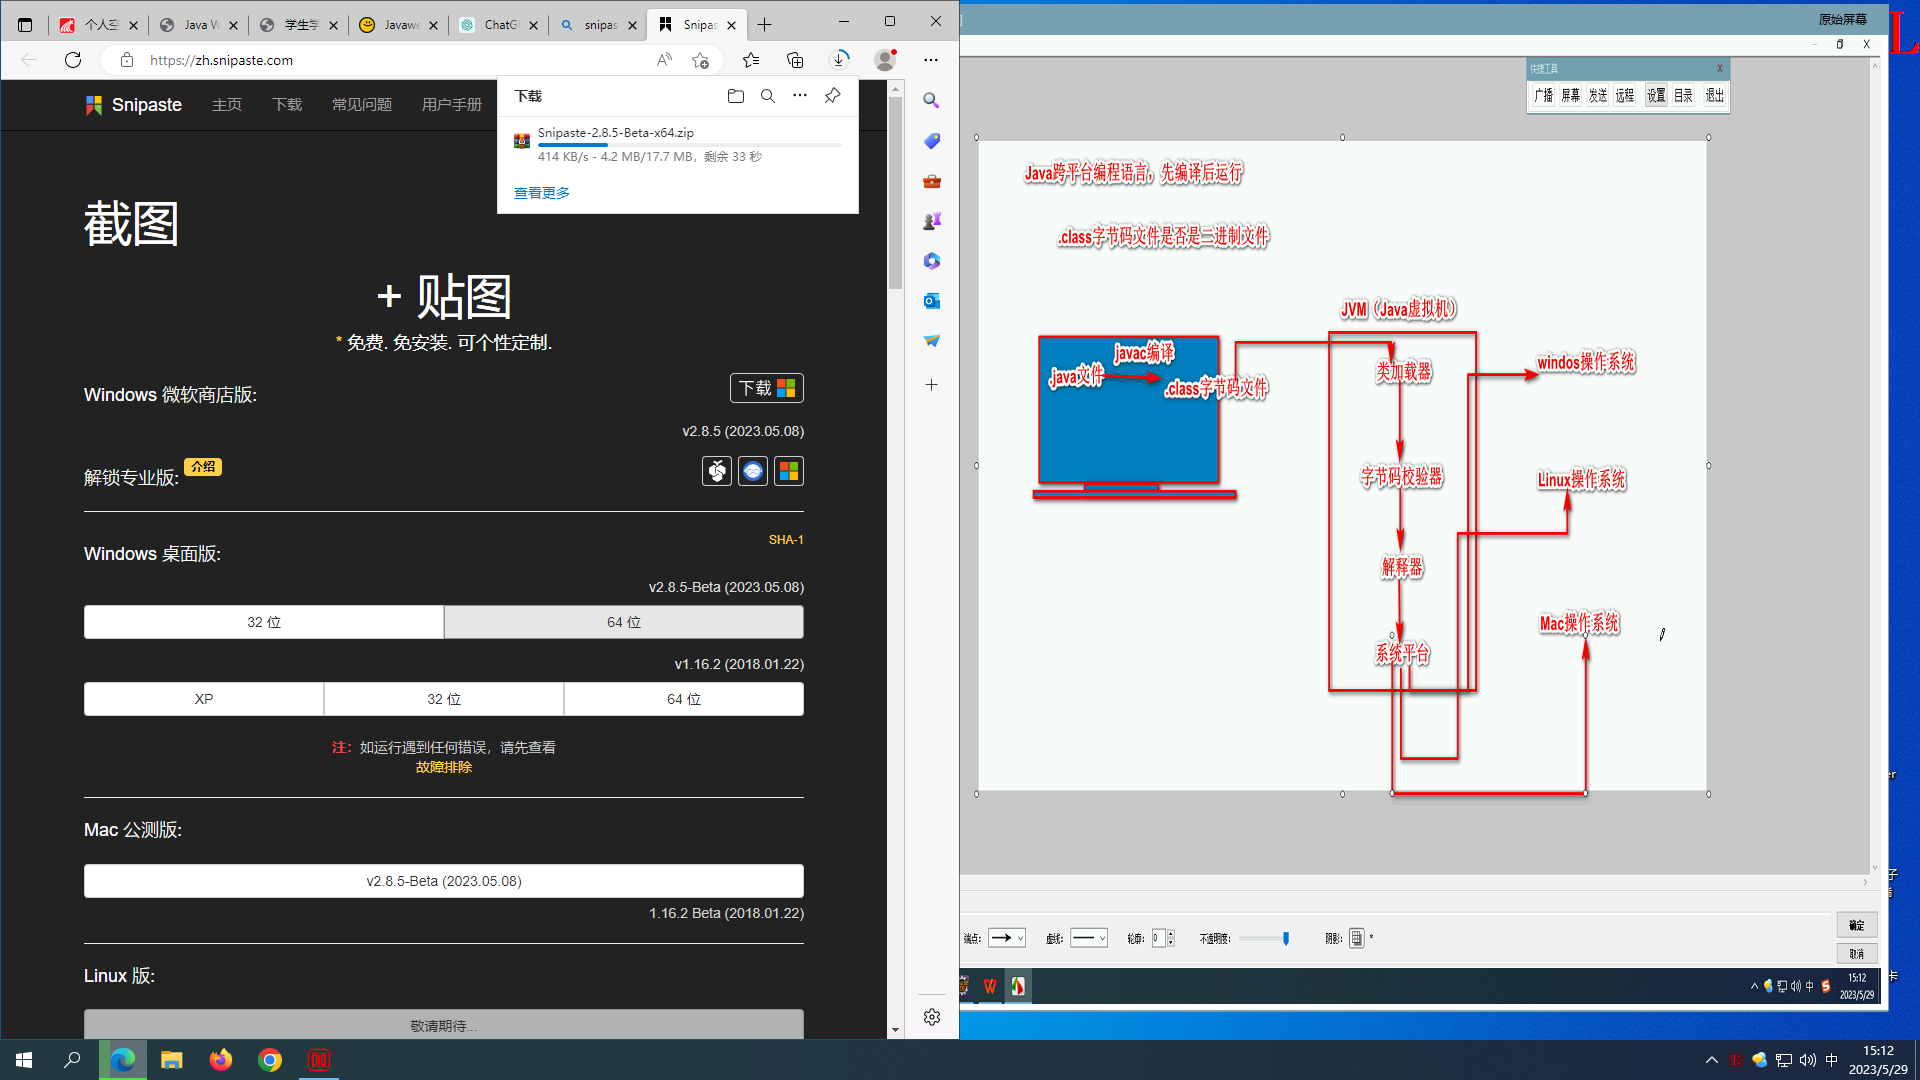 个人空
Java W
学生学
Javawe
ChatG
snipas
Snipas
https://zh.snipaste.com
Snipaste
主页
下载
常见问题
用户手册
下载
Snipaste-2.8.5-Beta-x64.zip
414 KB/s - 4.2 MB/17.7 MB，剩余 33 秒
查看更多
截图
+ 贴图
* 免费. 免安装. 可个性定制.
Windows 微软商店版:
下载
v2.8.5 (2023.05.08)
解锁专业版:
介绍
SHA-1
Windows 桌面版:
v2.8.5-Beta (2023.05.08)
32 位
64 位
v1.16.2 (2018.01.22)
XP
32 位
64 位
注：如运行遇到任何错误，请先查看
故障排除
Mac 公测版:
v2.8.5-Beta (2023.05.08)
1.16.2 Beta (2018.01.22)
Linux 版:
敬请期待...
原始屏幕
快捷工具
X
广播
屏幕
发送
远程
设置
目录
退出
Java跨平台编程语言，先编译后运行
.class字节码文件是否是二进制文件
JVM（Java虚拟机）
javac编译
.java文件
.class字节码文件
类加载器
windos操作系统
字节码校验器
Linux操作系统
解释器
Mac操作系统
系统平台
端点:
虚线:
轮廓:
0
不透明度:
阴影:
确定
取消
中
15:12
2023/5/29
中
15:12
2023/5/29